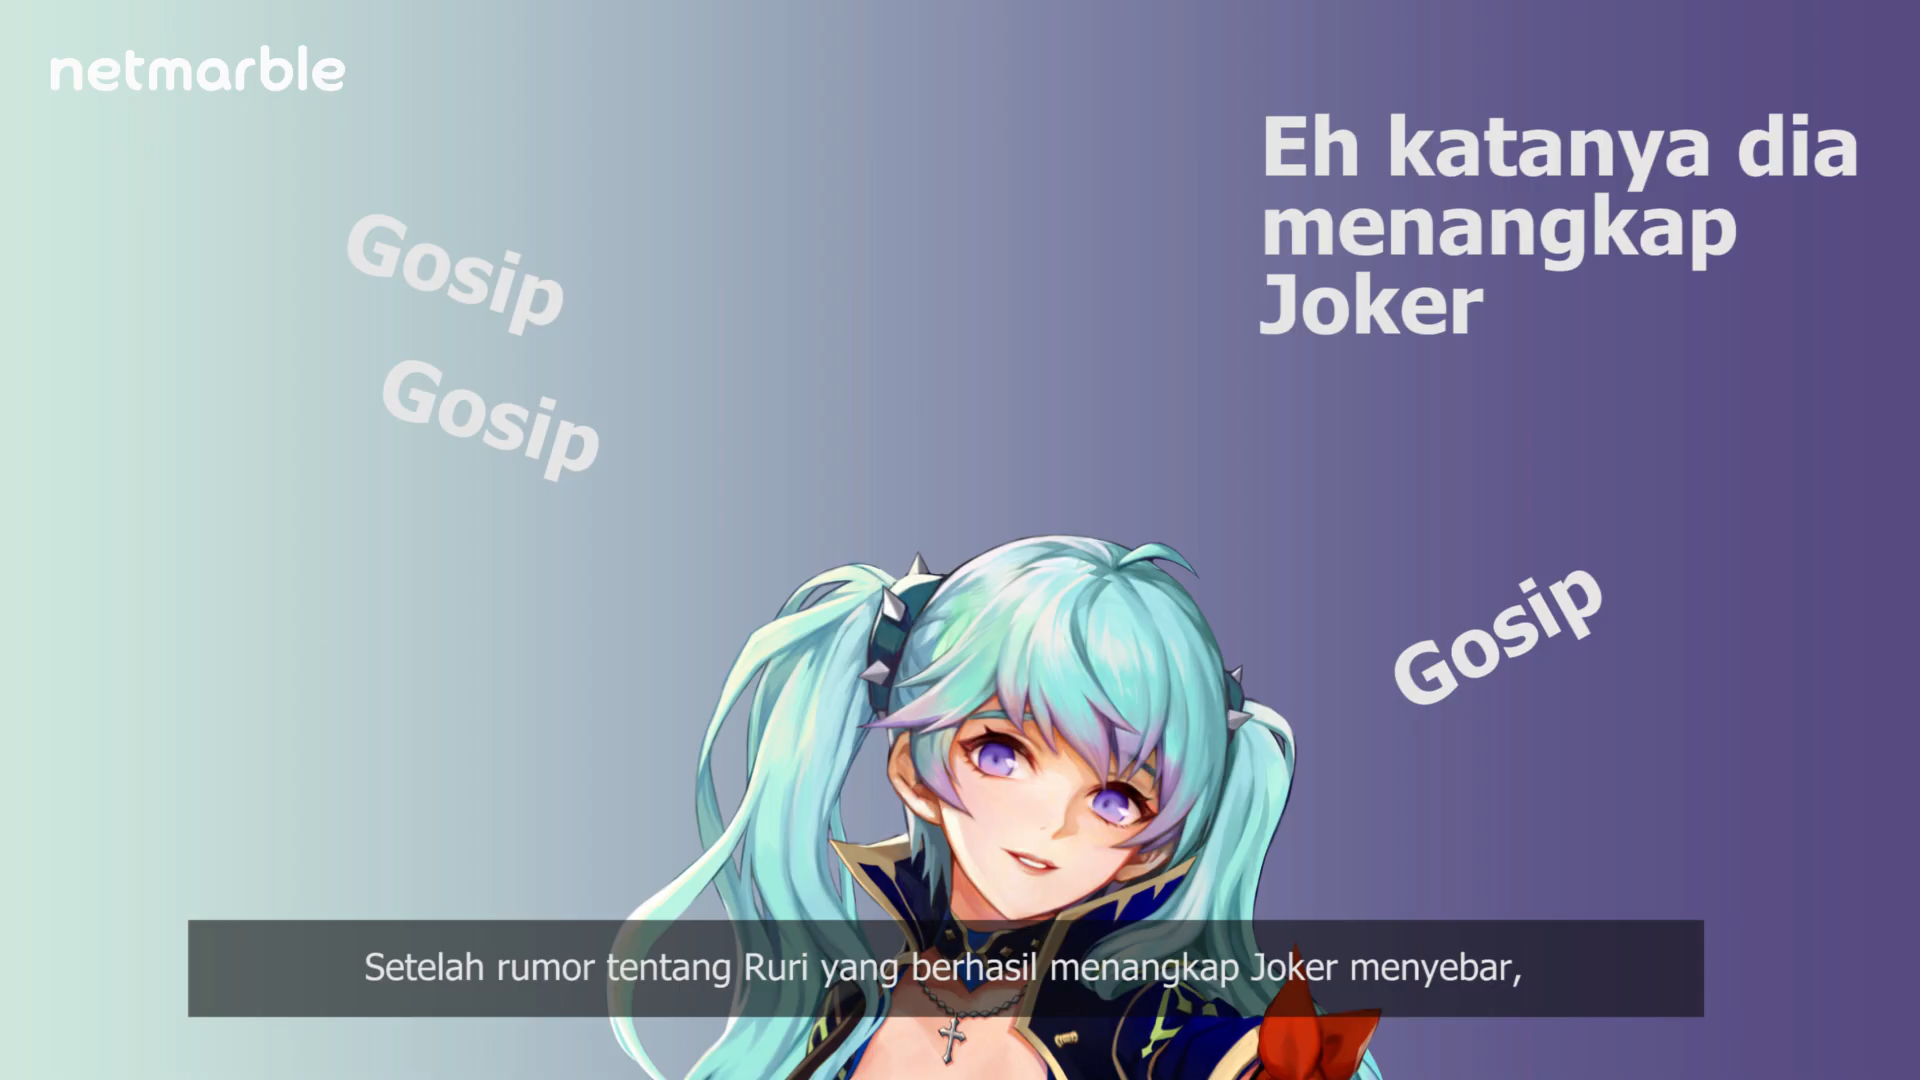 netmarble
Eh katanya dia
menangkap
Joker
Gosip
Gosip
Gosip
Setelah rumor tentang Ruri yang berhasil menangkap Joker menyebar,